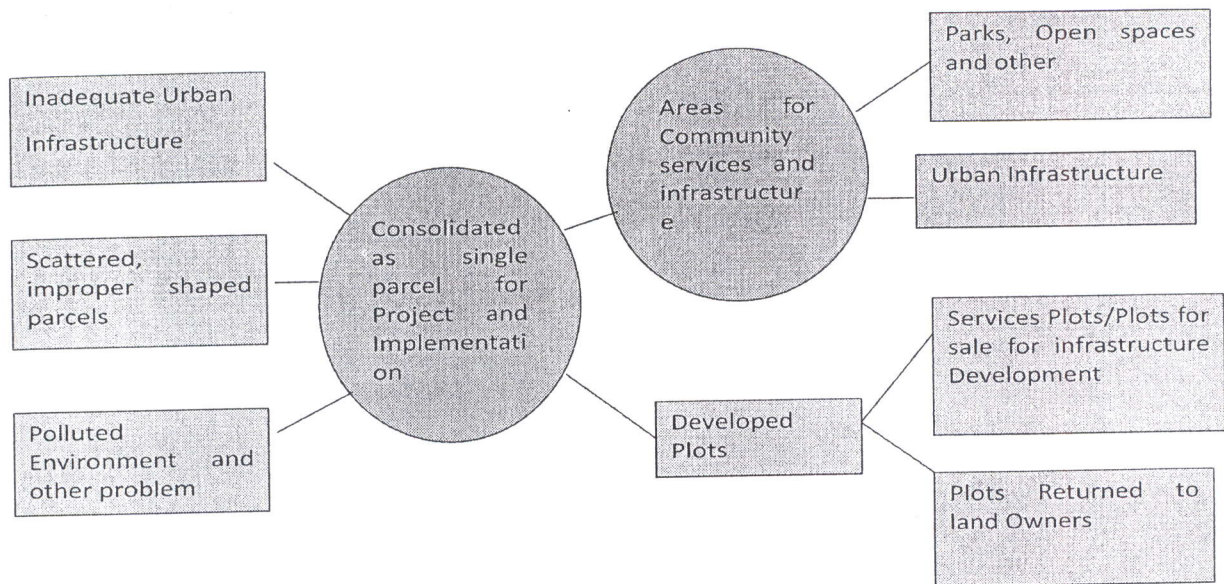 Inadequate Urban
Infrastructure
Scattered,
improper shaped
parcels
Polluted
Environment and
other problem
Consolidated
as single
parcel for
Project and
Implementati
on
Areas for
Community
services and
infrastructur
e
Developed
Plots
Parks, Open spaces
and other
Urban Infrastructure
Services Plots/Plots for
sale for infrastructure
Development
Plots Returned to
land Owners